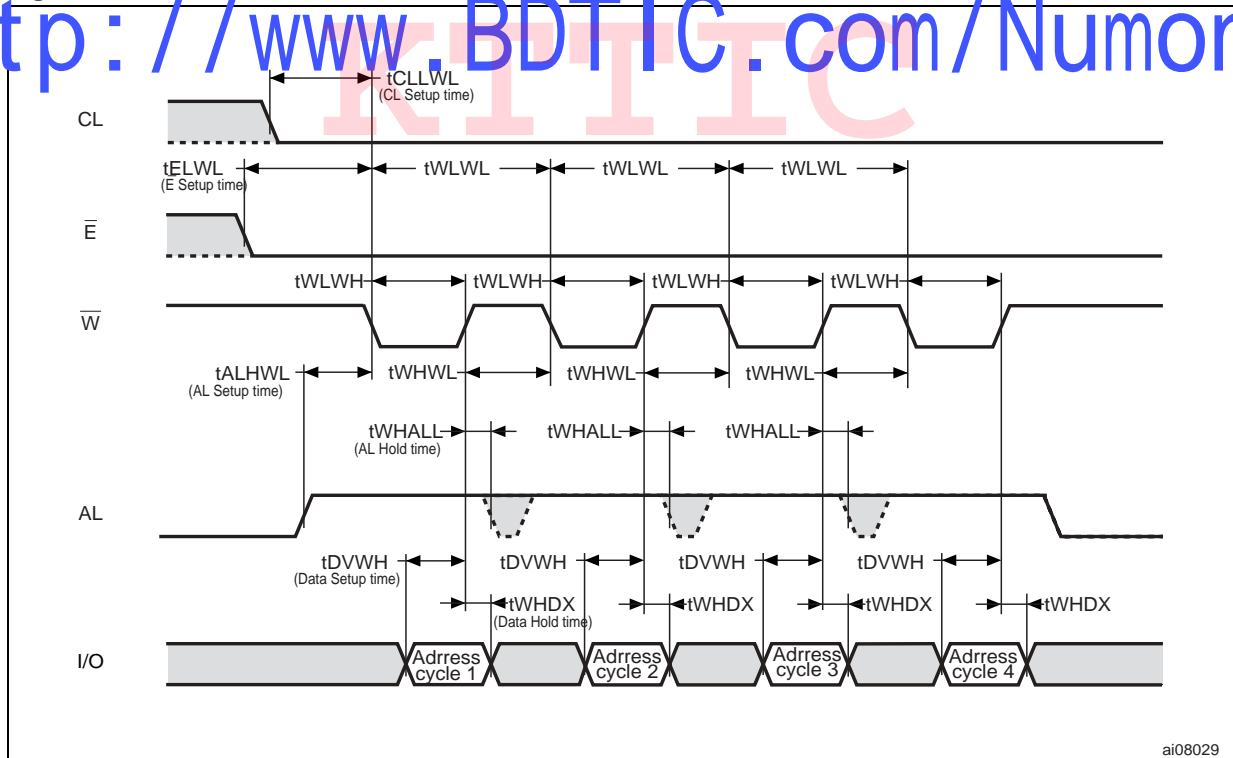 tp://www.BDTIC.com/Numor
KTTIC
tCLLWL
(CL Setup time)
CL
tELWL
(E Setup time)
tWLWL
tWLWL
tWLWL
E
tWLWH
tWLWH
tWLWH
tWLWH
W
tALHWL
(AL Setup time)
tWHWL
tWHWL
tWHWL
tWHALL
(AL Hold time)
tWHALL
tWHALL
AL
tDVWH
(Data Setup time)
tDVWH
tDVWH
tDVWH
tWHDX
(Data Hold time)
tWHDX
tWHDX
tWHDX
I/O
Adrress
cycle 1
Adrress
cycle 2
Adrress
cycle 3
Adrress
cycle 4
ai08029